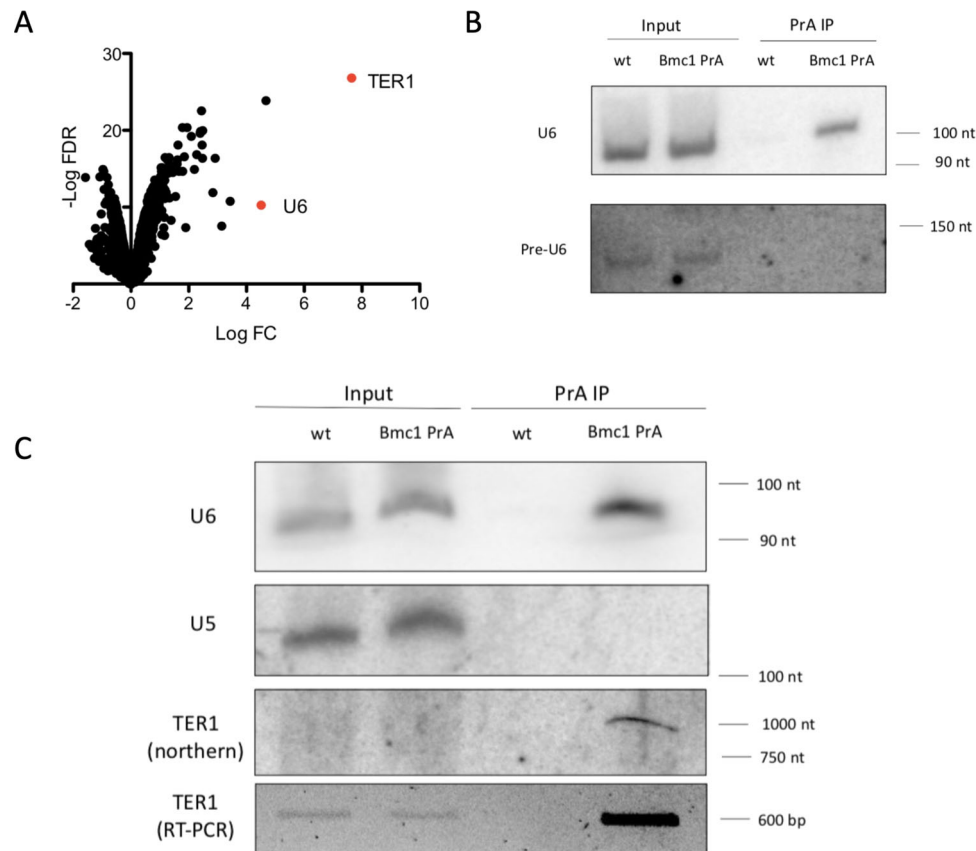 A
30
20
-Log FDR
TER1
U6
-2
0
2
4
6
8
10
Log FC
B
Input
PrA IP
wt
Bmc1 PrA
wt
Bmc1 PrA
U6
100 nt
90 nt
Pre-U6
150 nt
C
Input
PrA IP
wt
Bmc1 PrA
wt
Bmc1 PrA
U6
100 nt
90 nt
U5
100 nt
TER1
(northern)
1000 nt
750 nt
TER1
(RT-PCR)
600 bp